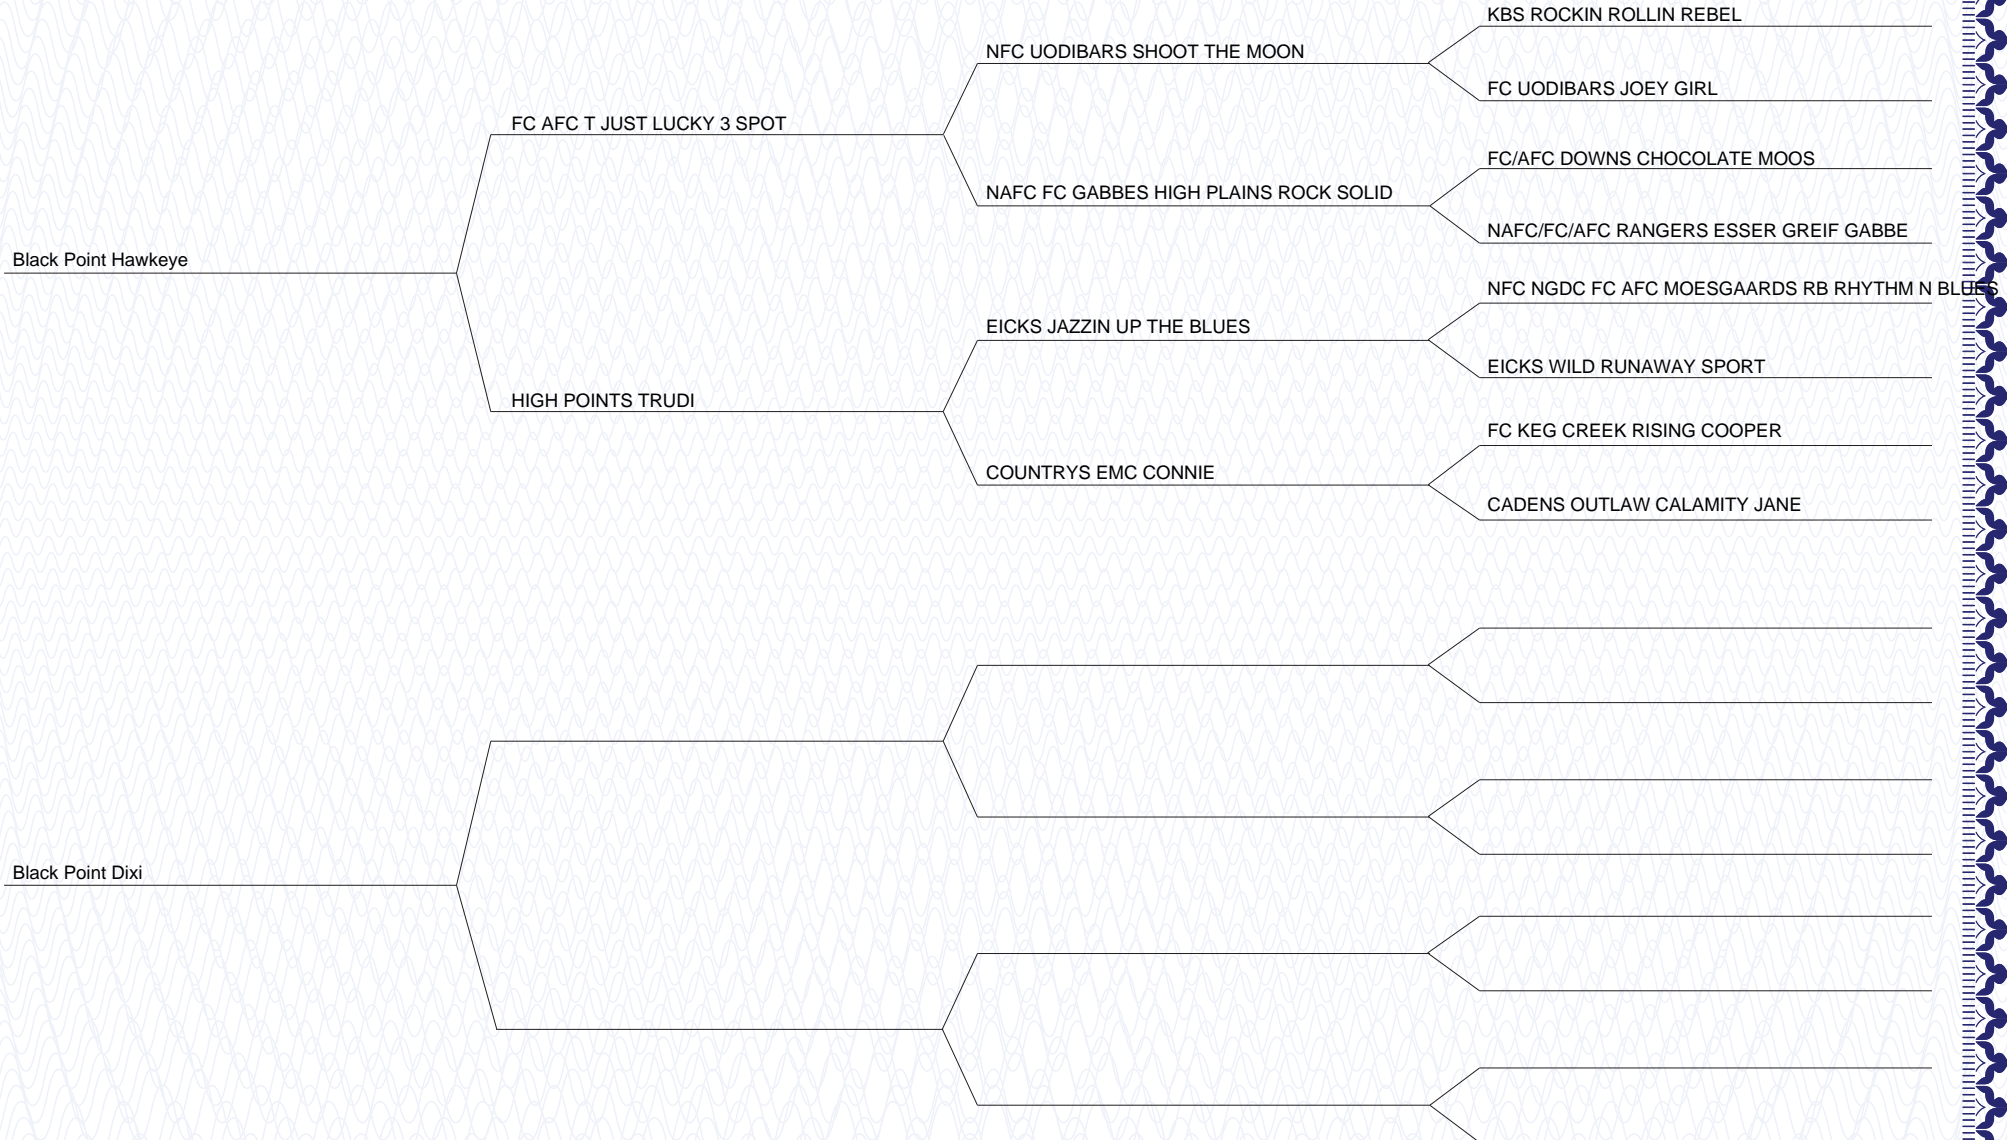 KBS ROCKIN ROLLIN REBEL
NFC UODIBARS SHOOT THE MOON
FC UODIBARS JOEY GIRL
FC AFC T JUST LUCKY 3 SPOT
FC/AFC DOWNS CHOCOLATE MOOS
NAFC FC GABBES HIGH PLAINS ROCK SOLID
NAFC/FC/AFC RANGERS ESSER GREIF GABBE
Black Point Hawkeye
NFC NGDC FC AFC MOESGAARDS RB RHYTHM N BLUES
EICKS JAZZIN UP THE BLUES
EICKS WILD RUNAWAY SPORT
HIGH POINTS TRUDI
FC KEG CREEK RISING COOPER
COUNTRYS EMC CONNIE
CADENS OUTLAW CALAMITY JANE
Black Point Dixi